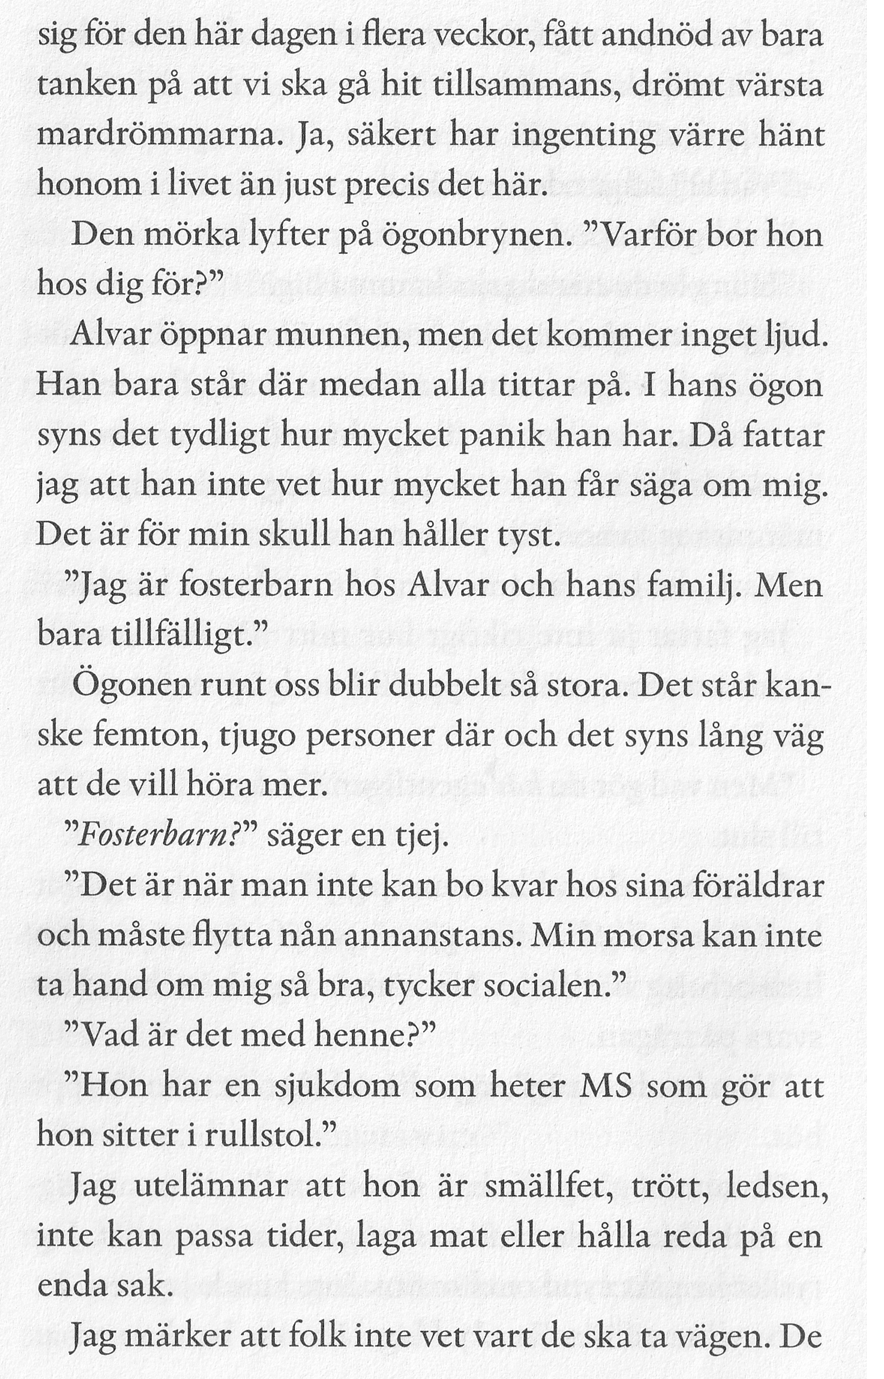 sig för den här dagen i flera veckor, fått andnöd av bara
tanken på att vi ska gå hit tillsammans, drömt värsta
mardrömmarna. Ja, säkert har ingenting värre hänt
honom i livet än just precis det här.
Den mörka lyfter på ögonbrynen. ”Varför bor hon
hos dig för?”
Alvar öppnar munnen, men det kommer inget ljud.
Han bara står där medan alla tittar på. I hans ögon
syns det tydligt hur mycket panik han har. Då fattar
jag att han inte vet hur mycket han får säga om mig.
Det är för min skull han håller tyst.
”Jag är fosterbarn hos Alvar och hans familj. Men
bara tillfälligt.”
Ögonen runt oss blir dubbelt så stora. Det står kan-
ske femton, tjugo personer där och det syns lång väg
att de vill höra mer.
”Fosterbarn?” säger en tjej.
”Det är när man inte kan bo kvar hos sina föräldrar
och måste flytta nån annanstans. Min morsa kan inte
ta hand om mig så bra, tycker socialen.”
”Vad är det med henne?”
”Hon har en sjukdom som heter MS som gör att
hon sitter i rullstol.”
Jag utelämnar att hon är smällfet, trött, ledsen,
inte kan passa tider, laga mat eller hålla reda på en
enda sak.
Jag märker att folk inte vet vart de ska ta vägen. De